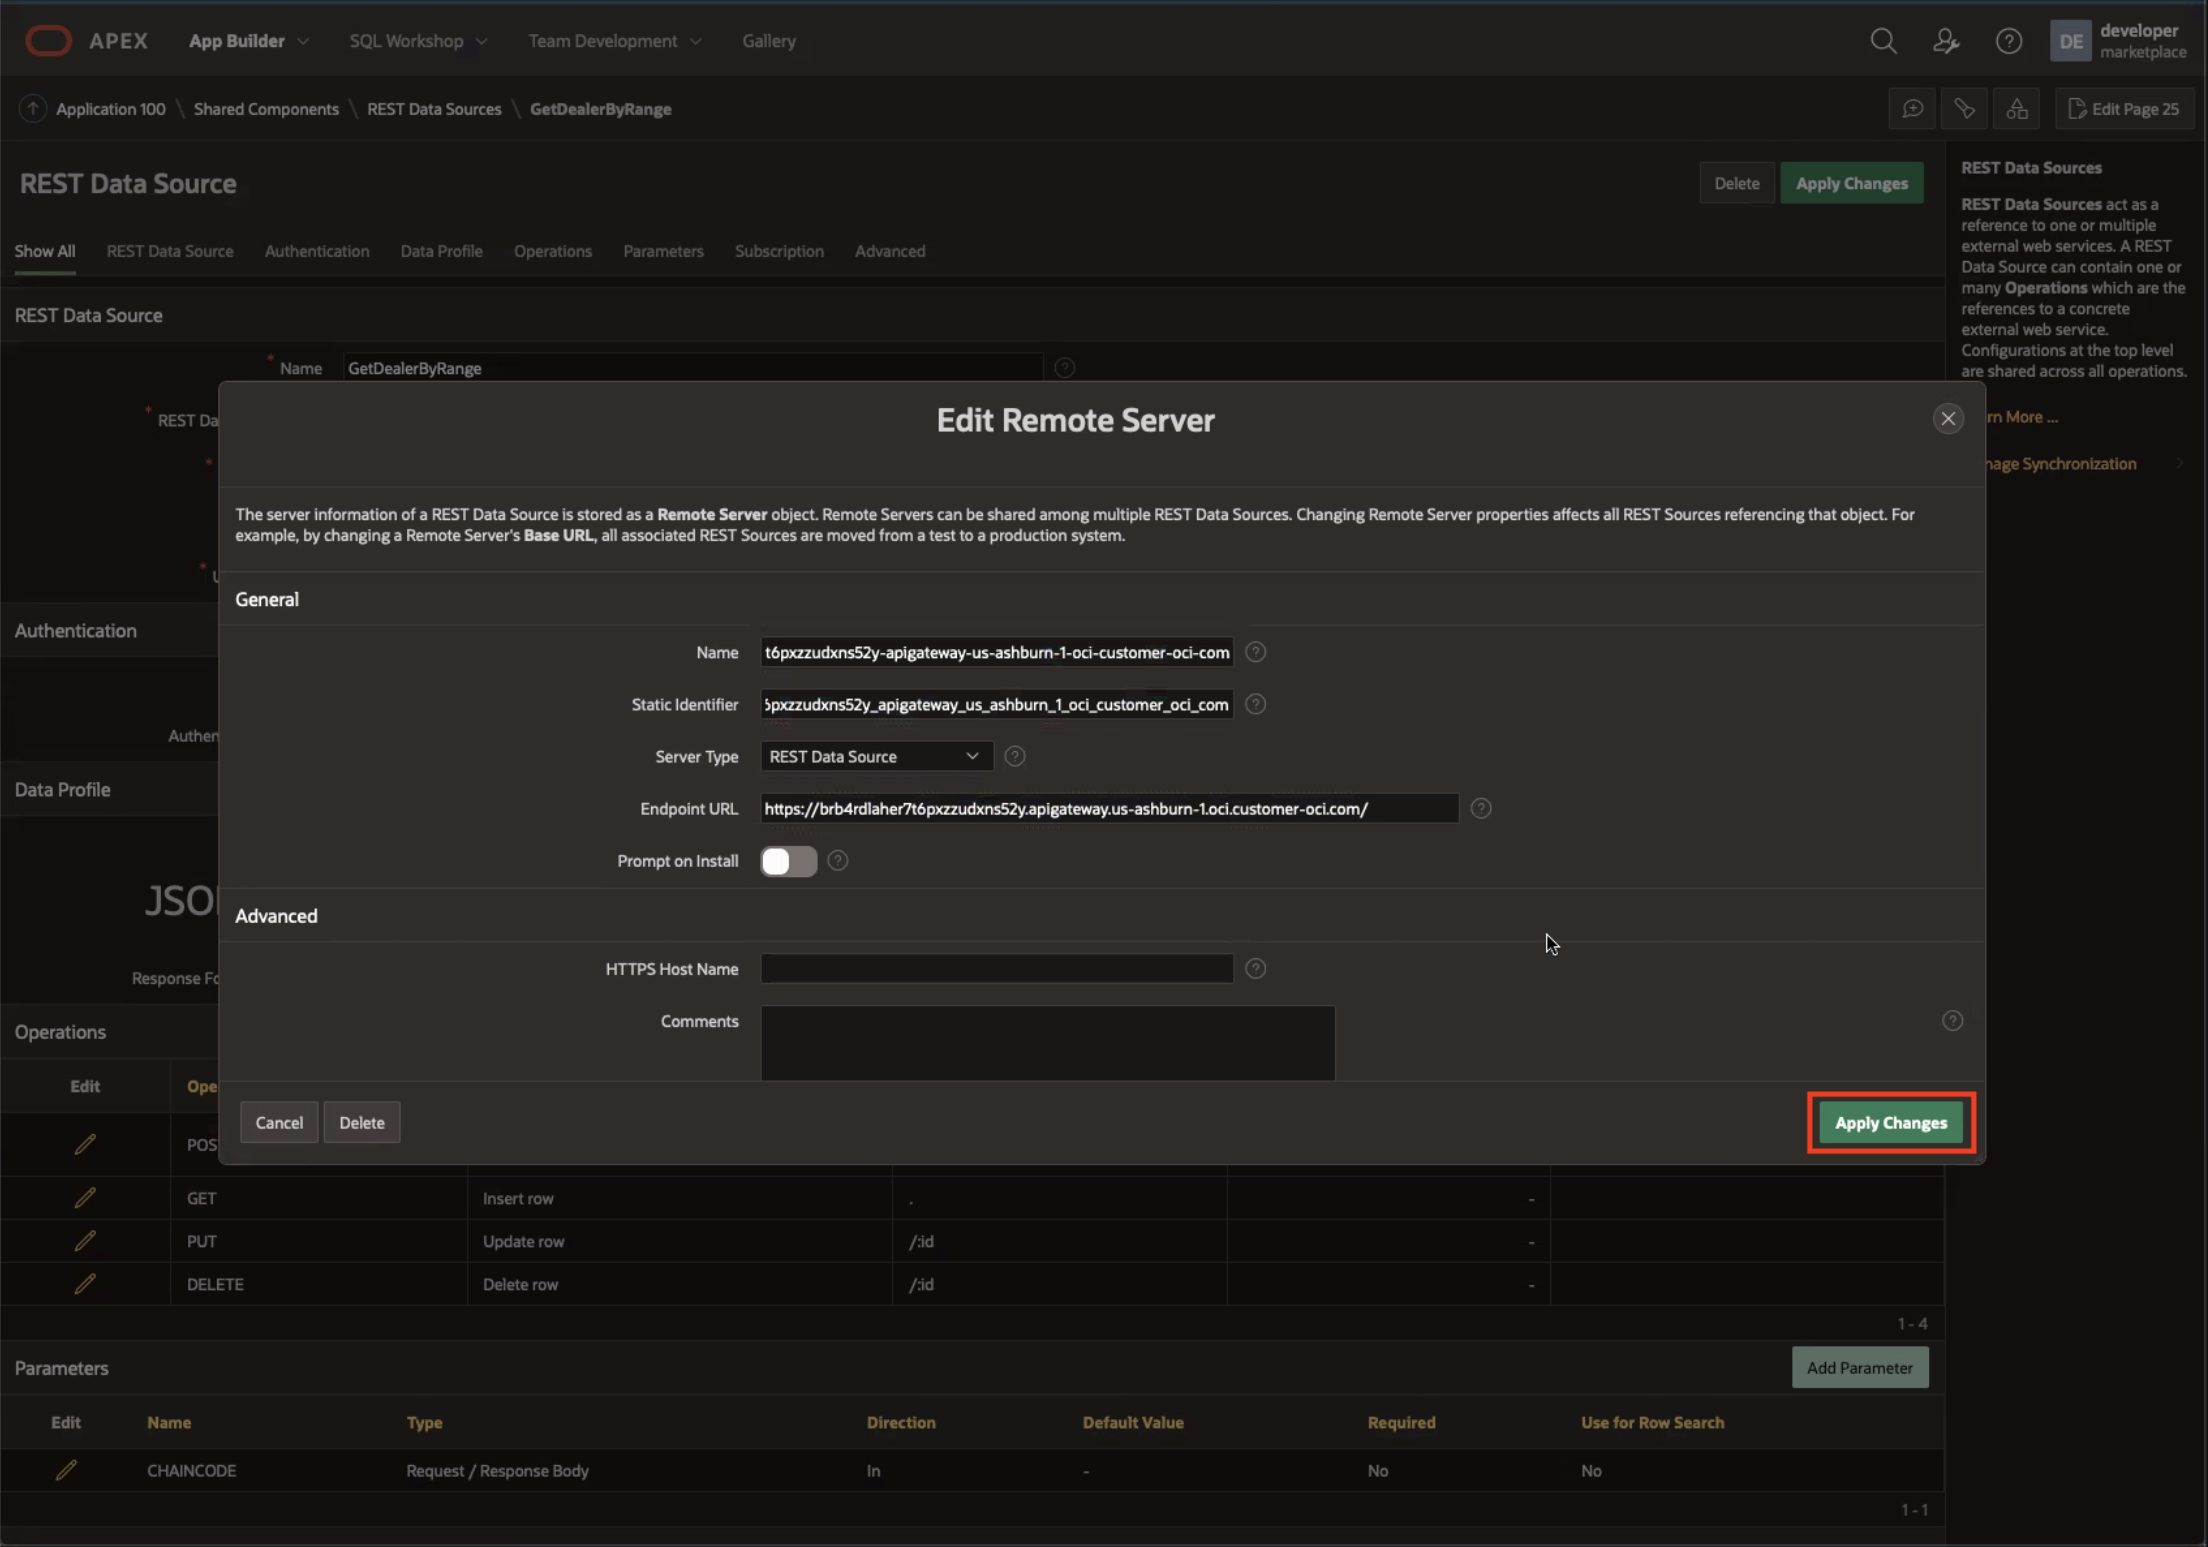 APEX App Builder SQL Workshop Team Development Gallery
DE developer
marketplace
Application 100 \ Shared Components \ REST Data Sources \ GetDealerByRange
Edit Page 25
REST Data Source
Delete Apply Changes
Show All REST Data Source Authentication Data Profile Operations Parameters Subscription Advanced
REST Data Source
* Name GetDealerByRange
* REST Da
*
*
Authentication
Authen
Data Profile
JSO
Response Fo
Operations
Edit Ope
POS
GET Insert row . -
PUT Update row /:id -
DELETE Delete row /:id -
1 - 4
Parameters
Add Parameter
Edit Name Type Direction Default Value Required Use for Row Search
CHAINCODE Request / Response Body In - No No
1 - 1
REST Data Sources
REST Data Sources act as a
reference to one or multiple
external web services. A REST
Data Source can contain one or
many Operations which are the
references to a concrete
external web service.
Configurations at the top level
are shared across all operations.
rn More ...
nage Synchronization
Edit Remote Server
The server information of a REST Data Source is stored as a Remote Server object. Remote Servers can be shared among multiple REST Data Sources. Changing Remote Server properties affects all REST Sources referencing that object. For
example, by changing a Remote Server's Base URL, all associated REST Sources are moved from a test to a production system.
General
Name t6pxzzudxns52y-apigateway-us-ashburn-1-oci-customer-oci-com
Static Identifier pxzzudxns52y_apigateway_us_ashburn_1_oci_customer_oci_com
Server Type REST Data Source
Endpoint URL https://brb4rdlaher7t6pxzzudxns52y.apigateway.us-ashburn-1.oci.customer-oci.com/
Prompt on Install
Advanced
HTTPS Host Name
Comments
Cancel Delete Apply Changes